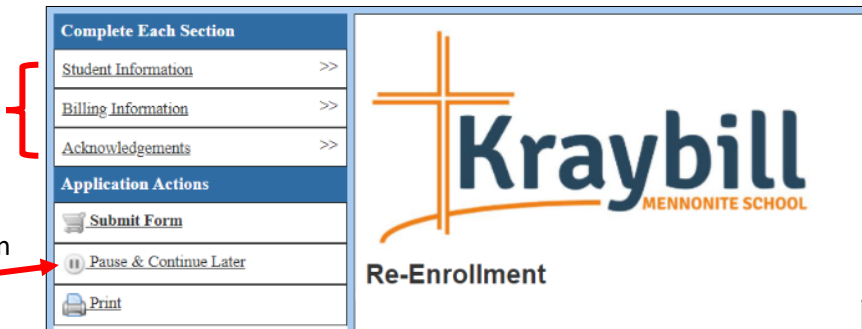 Complete Each Section
Student Information >>
Billing Information >>
Acknowledgements >>
Application Actions
Submit Form
Pause & Continue Later
Print
Kraybill
MENNONITE SCHOOL
Re-Enrollment